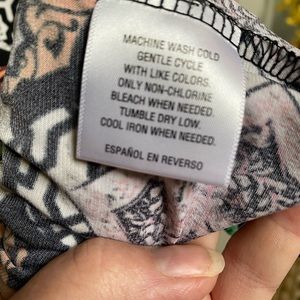 MACHINE WASH COLD
GENTLE CYCLE
WITH LIKE COLORS.
ONLY NON-CHLORINE
BLEACH WHEN NEEDED.
TUMBLE DRY LOW.
COOL IRON WHEN NEEDED.
ESPAÑOL EN REVERSO